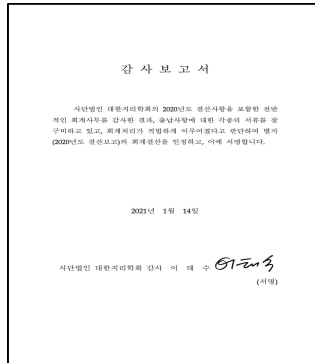 감 사 보 고 서
사단법인 대한지리학회의 2020년도 결산사항을 포함한 전반
적인 회계사무를 감사한 결과, 출납사항에 대한 각종의 서류를 잘
구비하고 있고, 회계처리가 적법하게 이루어졌다고 판단하여 별지
(2020년도 결산보고)의 회계결산을 인정하고, 이에 서명합니다.
2021년 1월 14일
사단법인 대한지리학회 감사 이 태 수
(서명)